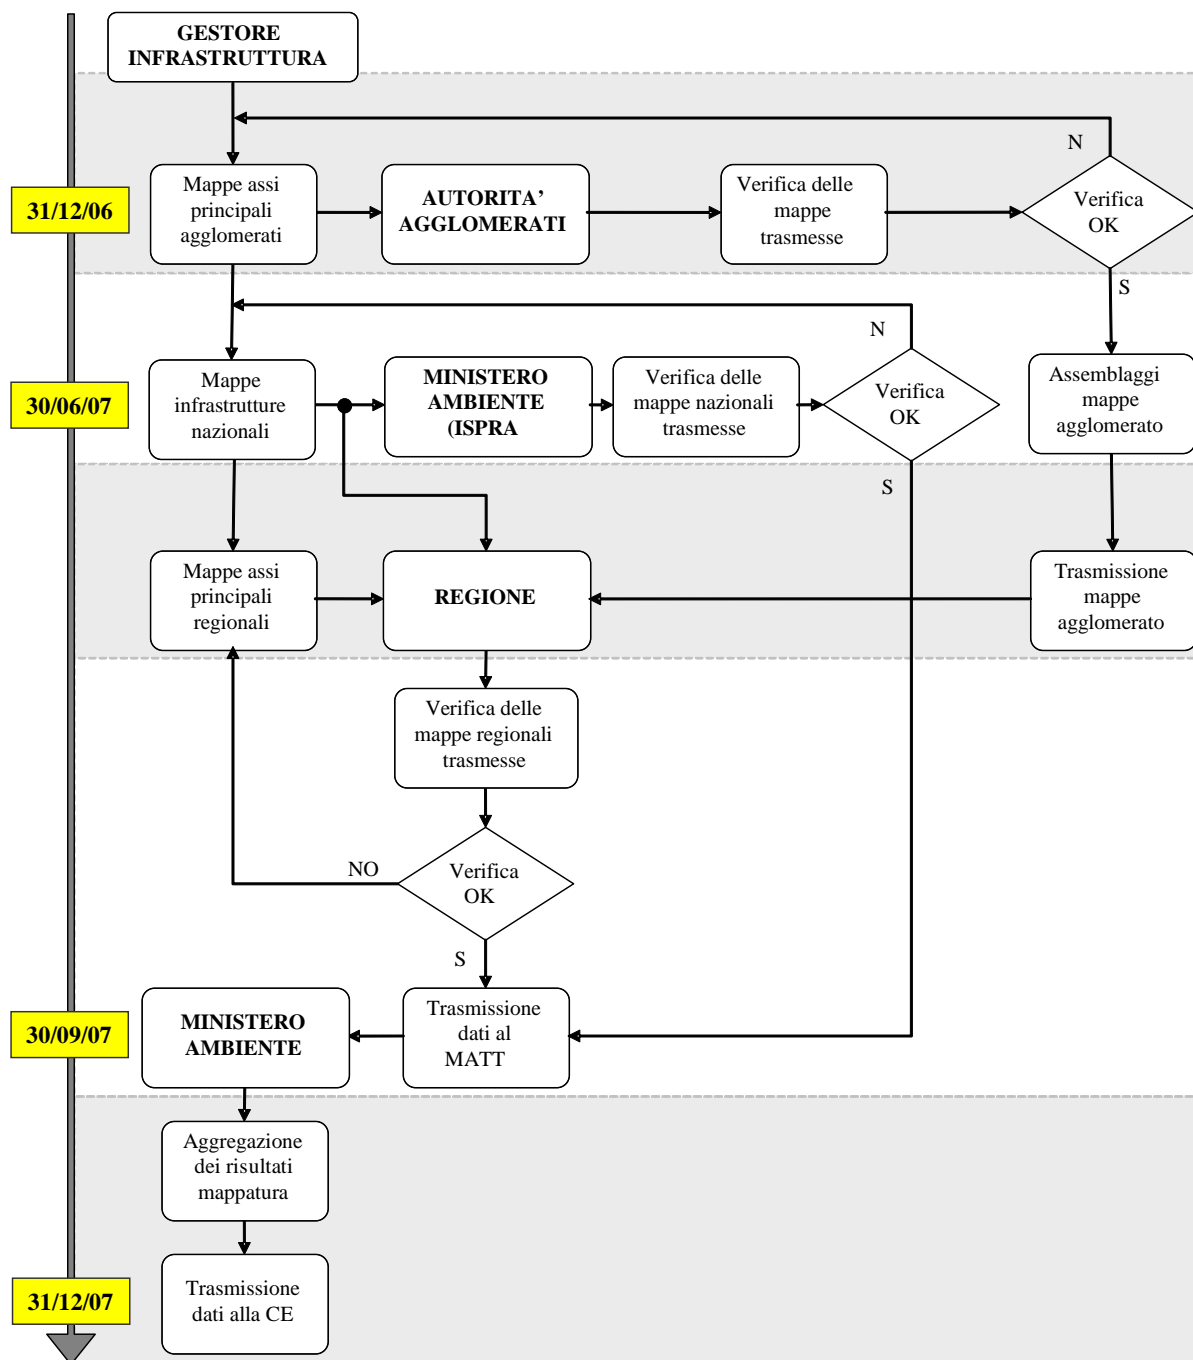 GESTORE
INFRASTRUTTURA
N
31/12/06
Mappe assi
principali
agglomerati
AUTORITA’
AGGLOMERATI
Verifica delle
mappe
trasmesse
Verifica
OK
S
N
30/06/07
Mappe
infrastrutture
nazionali
MINISTERO
AMBIENTE
(ISPRA
Verifica delle
mappe nazionali
trasmesse
Verifica
OK
Assemblaggi
mappe
agglomerato
S
Mappe assi
principali
regionali
REGIONE
Trasmissione
mappe
agglomerato
Verifica delle
mappe regionali
trasmesse
NO
Verifica
OK
S
30/09/07
MINISTERO
AMBIENTE
Trasmissione
dati al
MATT
Aggregazione
dei risultati
mappatura
31/12/07
Trasmissione
dati alla CE